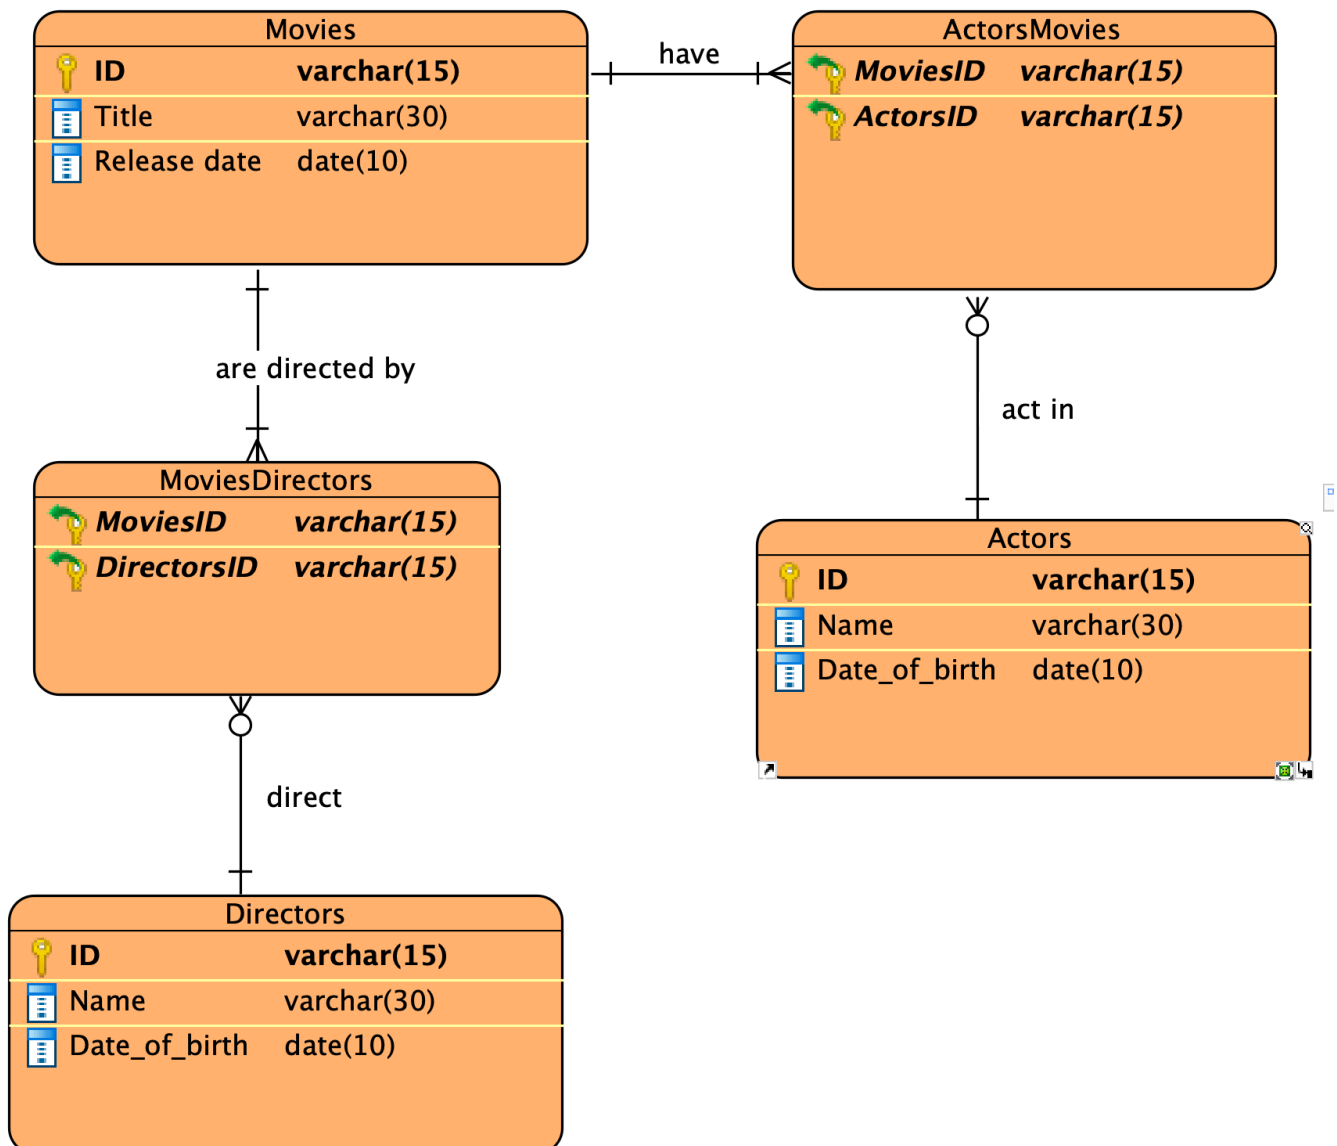 Movies
ID varchar(15)
Title varchar(30)
Release date date(10)
have
ActorsMovies
MoviesID varchar(15)
ActorsID varchar(15)
are directed by
act in
MoviesDirectors
MoviesID varchar(15)
DirectorsID varchar(15)
Actors
ID varchar(15)
Name varchar(30)
Date_of_birth date(10)
direct
Directors
ID varchar(15)
Name varchar(30)
Date_of_birth date(10)